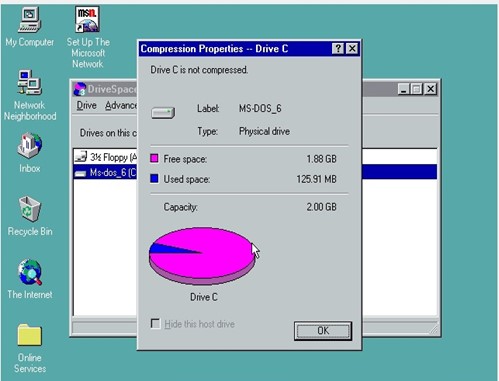 My Computer
Set Up The
Microsoft
Network
msn
Network
Neighborhood
Inbox
Recycle Bin
The Internet
Online
Services
DriveSpace
Drive Advance
Drives on this c
3½ Floppy (A
Ms-dos_6 (C
Compression Properties -- Drive C
Drive C is not compressed.
Label: MS-DOS_6
Type: Physical drive
Free space: 1.88 GB
Used space: 125.91 MB
Capacity: 2.00 GB
Drive C
Hide this host drive
OK